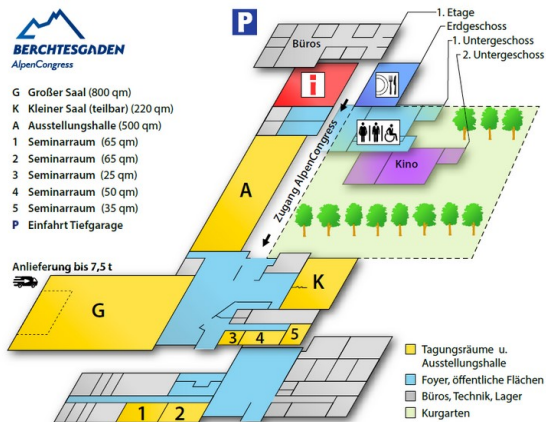 BERCHTESGADEN
AlpenCongress
G Großer Saal (800 qm)
K Kleiner Saal (teilbar) (220 qm)
A Ausstellungshalle (500 qm)
1 Seminarraum (65 qm)
2 Seminarraum (65 qm)
3 Seminarraum (25 qm)
4 Seminarraum (50 qm)
5 Seminarraum (35 qm)
P Einfahrt Tiefgarage
Anlieferung bis 7,5 t
P
Büros
1. Etage
Erdgeschoss
1. Untergeschoss
2. Untergeschoss
i
Kino
Zugang AlpenCongress
A
G
K
3
4
5
1
2
Tagungsräume u.
Ausstellungshalle
Foyer, öffentliche Flächen
Büros, Technik, Lager
Kurgarten